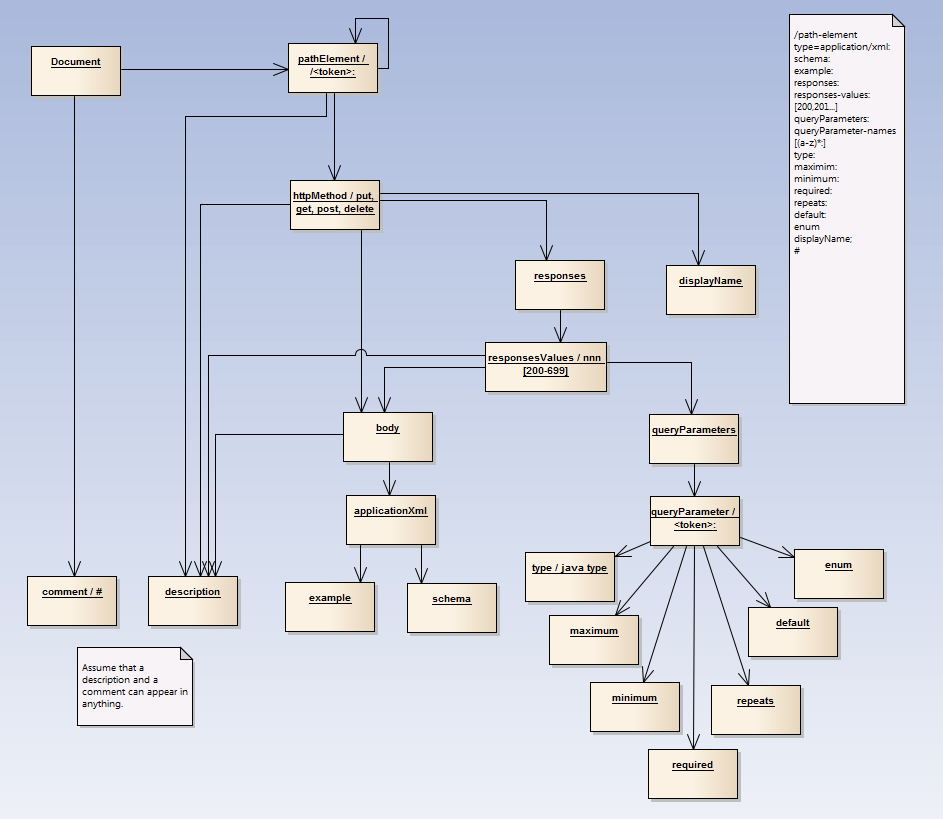 Document
pathElement /
/<token>:
/path-element
type=application/xml:
schema:
example:
responses:
responses-values:
[200,201...]
queryParameters:
queryParameter-names
[(a-z)*:]
type:
maximim:
minimum:
required:
repeats:
default:
enum
displayName;
#
httpMethod / put,
get, post, delete
responses
displayName
responsesValues / nnn
[200-699]
body
queryParameters
applicationXml
queryParameter /
<token>:
comment / #
description
example
schema
type / java type
enum
maximum
default
minimum
repeats
required
Assume that a
description and a
comment can appear in
anything.